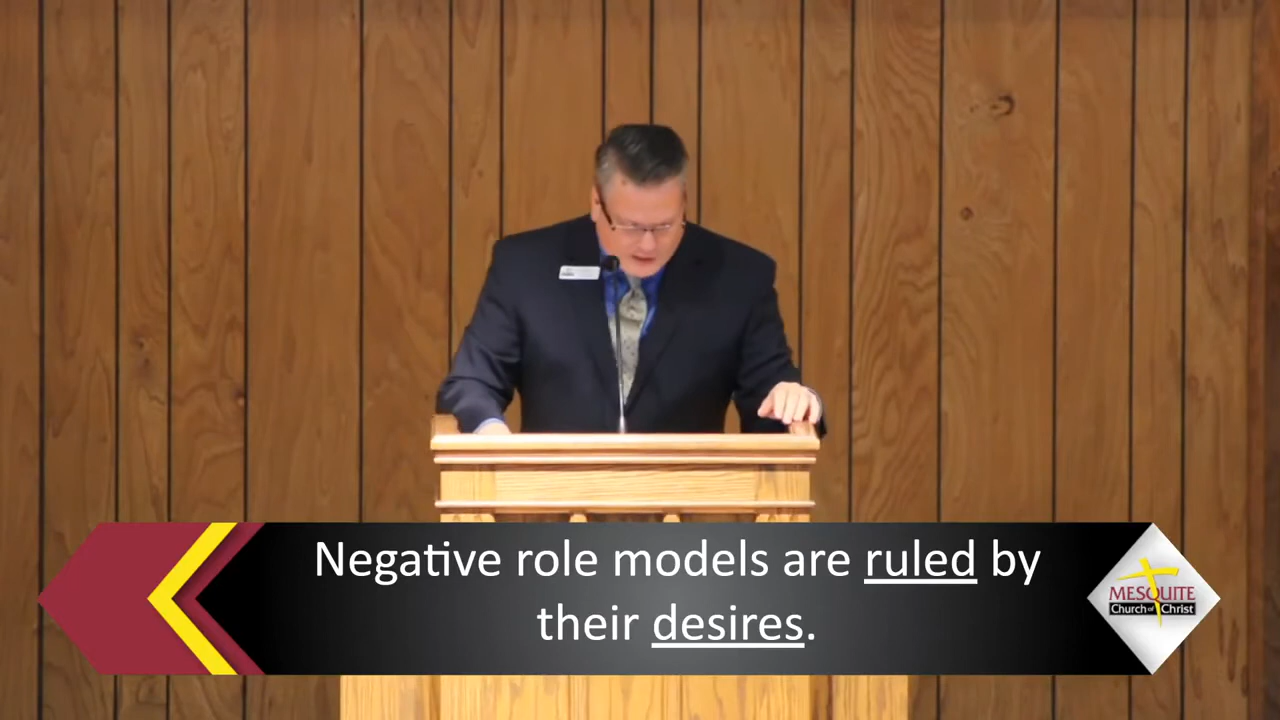 Negative role models are ruled by
their desires.
MESQUITE
Church of Christ